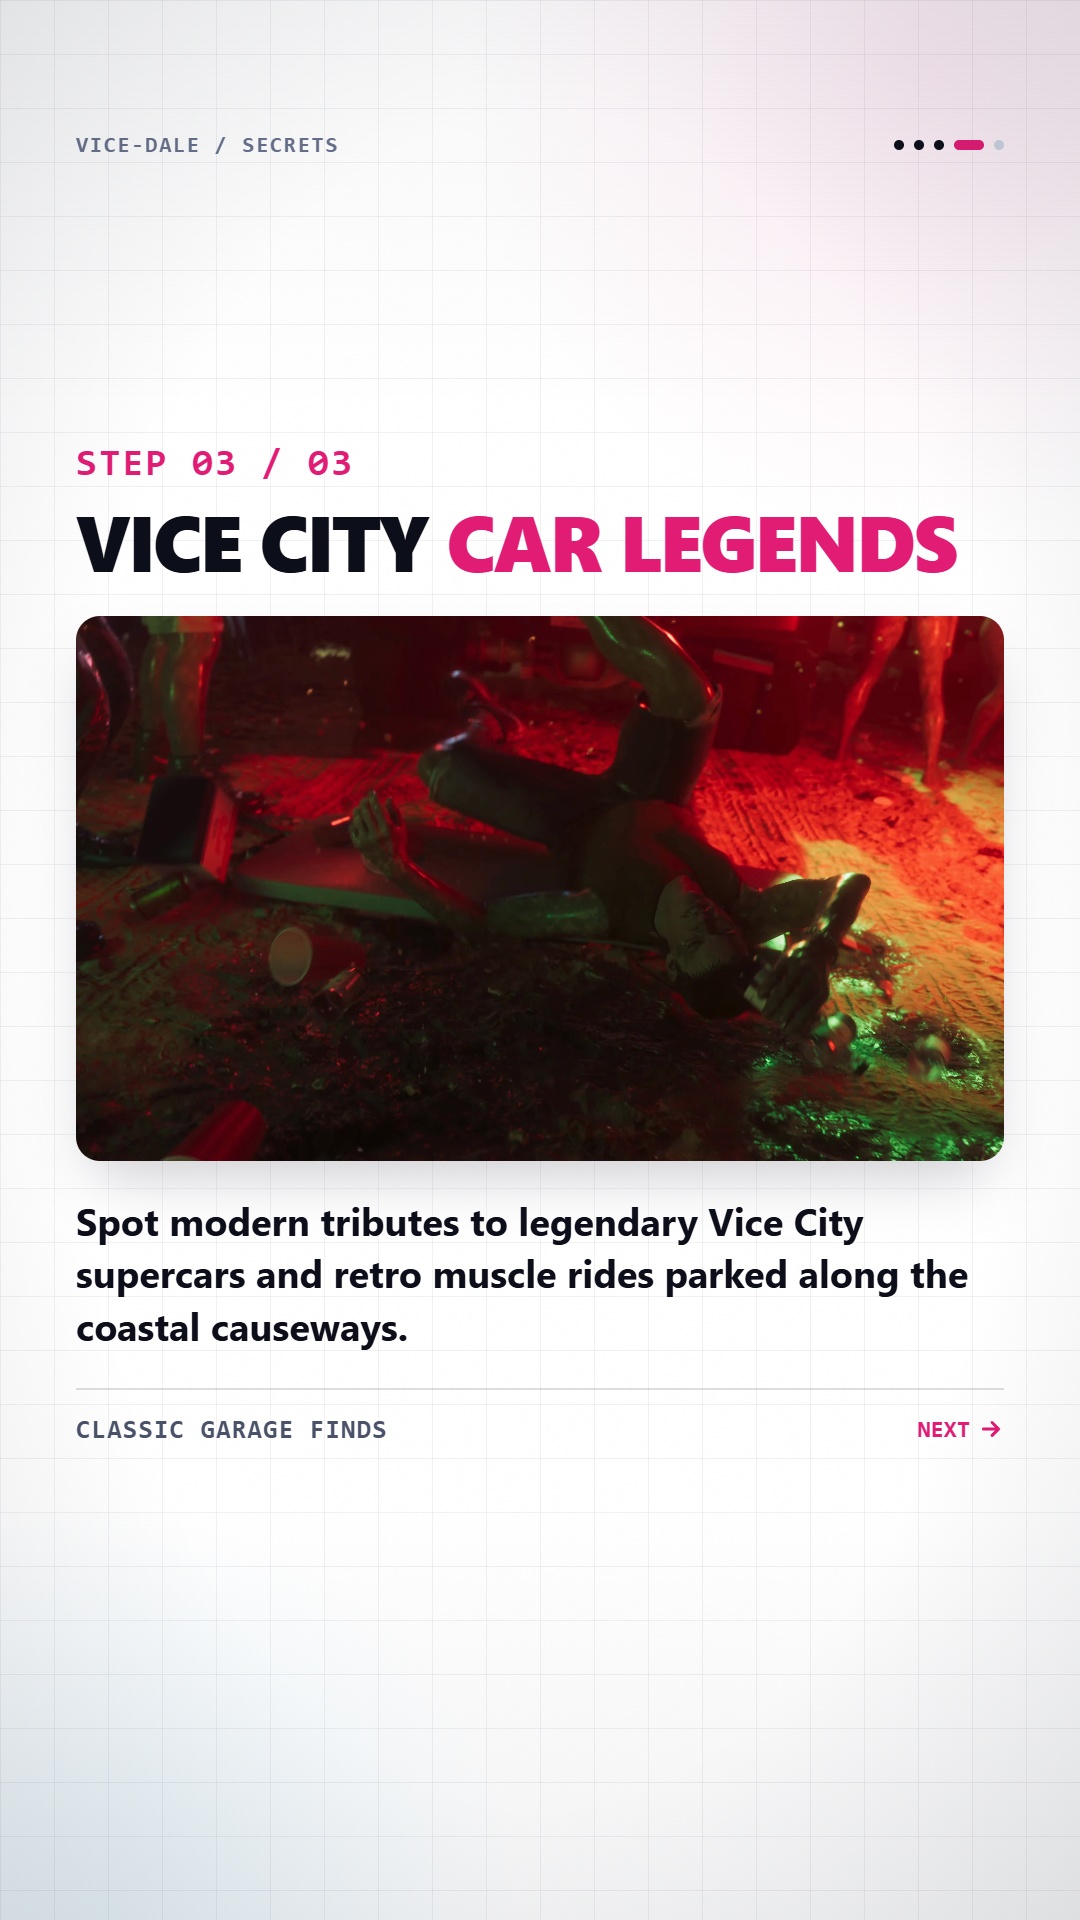 VICE-DALE / SECRETS
STEP 03 / 03
VICE CITY CAR LEGENDS
Spot modern tributes to legendary Vice City
supercars and retro muscle rides parked along the
coastal causeways.
CLASSIC GARAGE FINDS
NEXT →